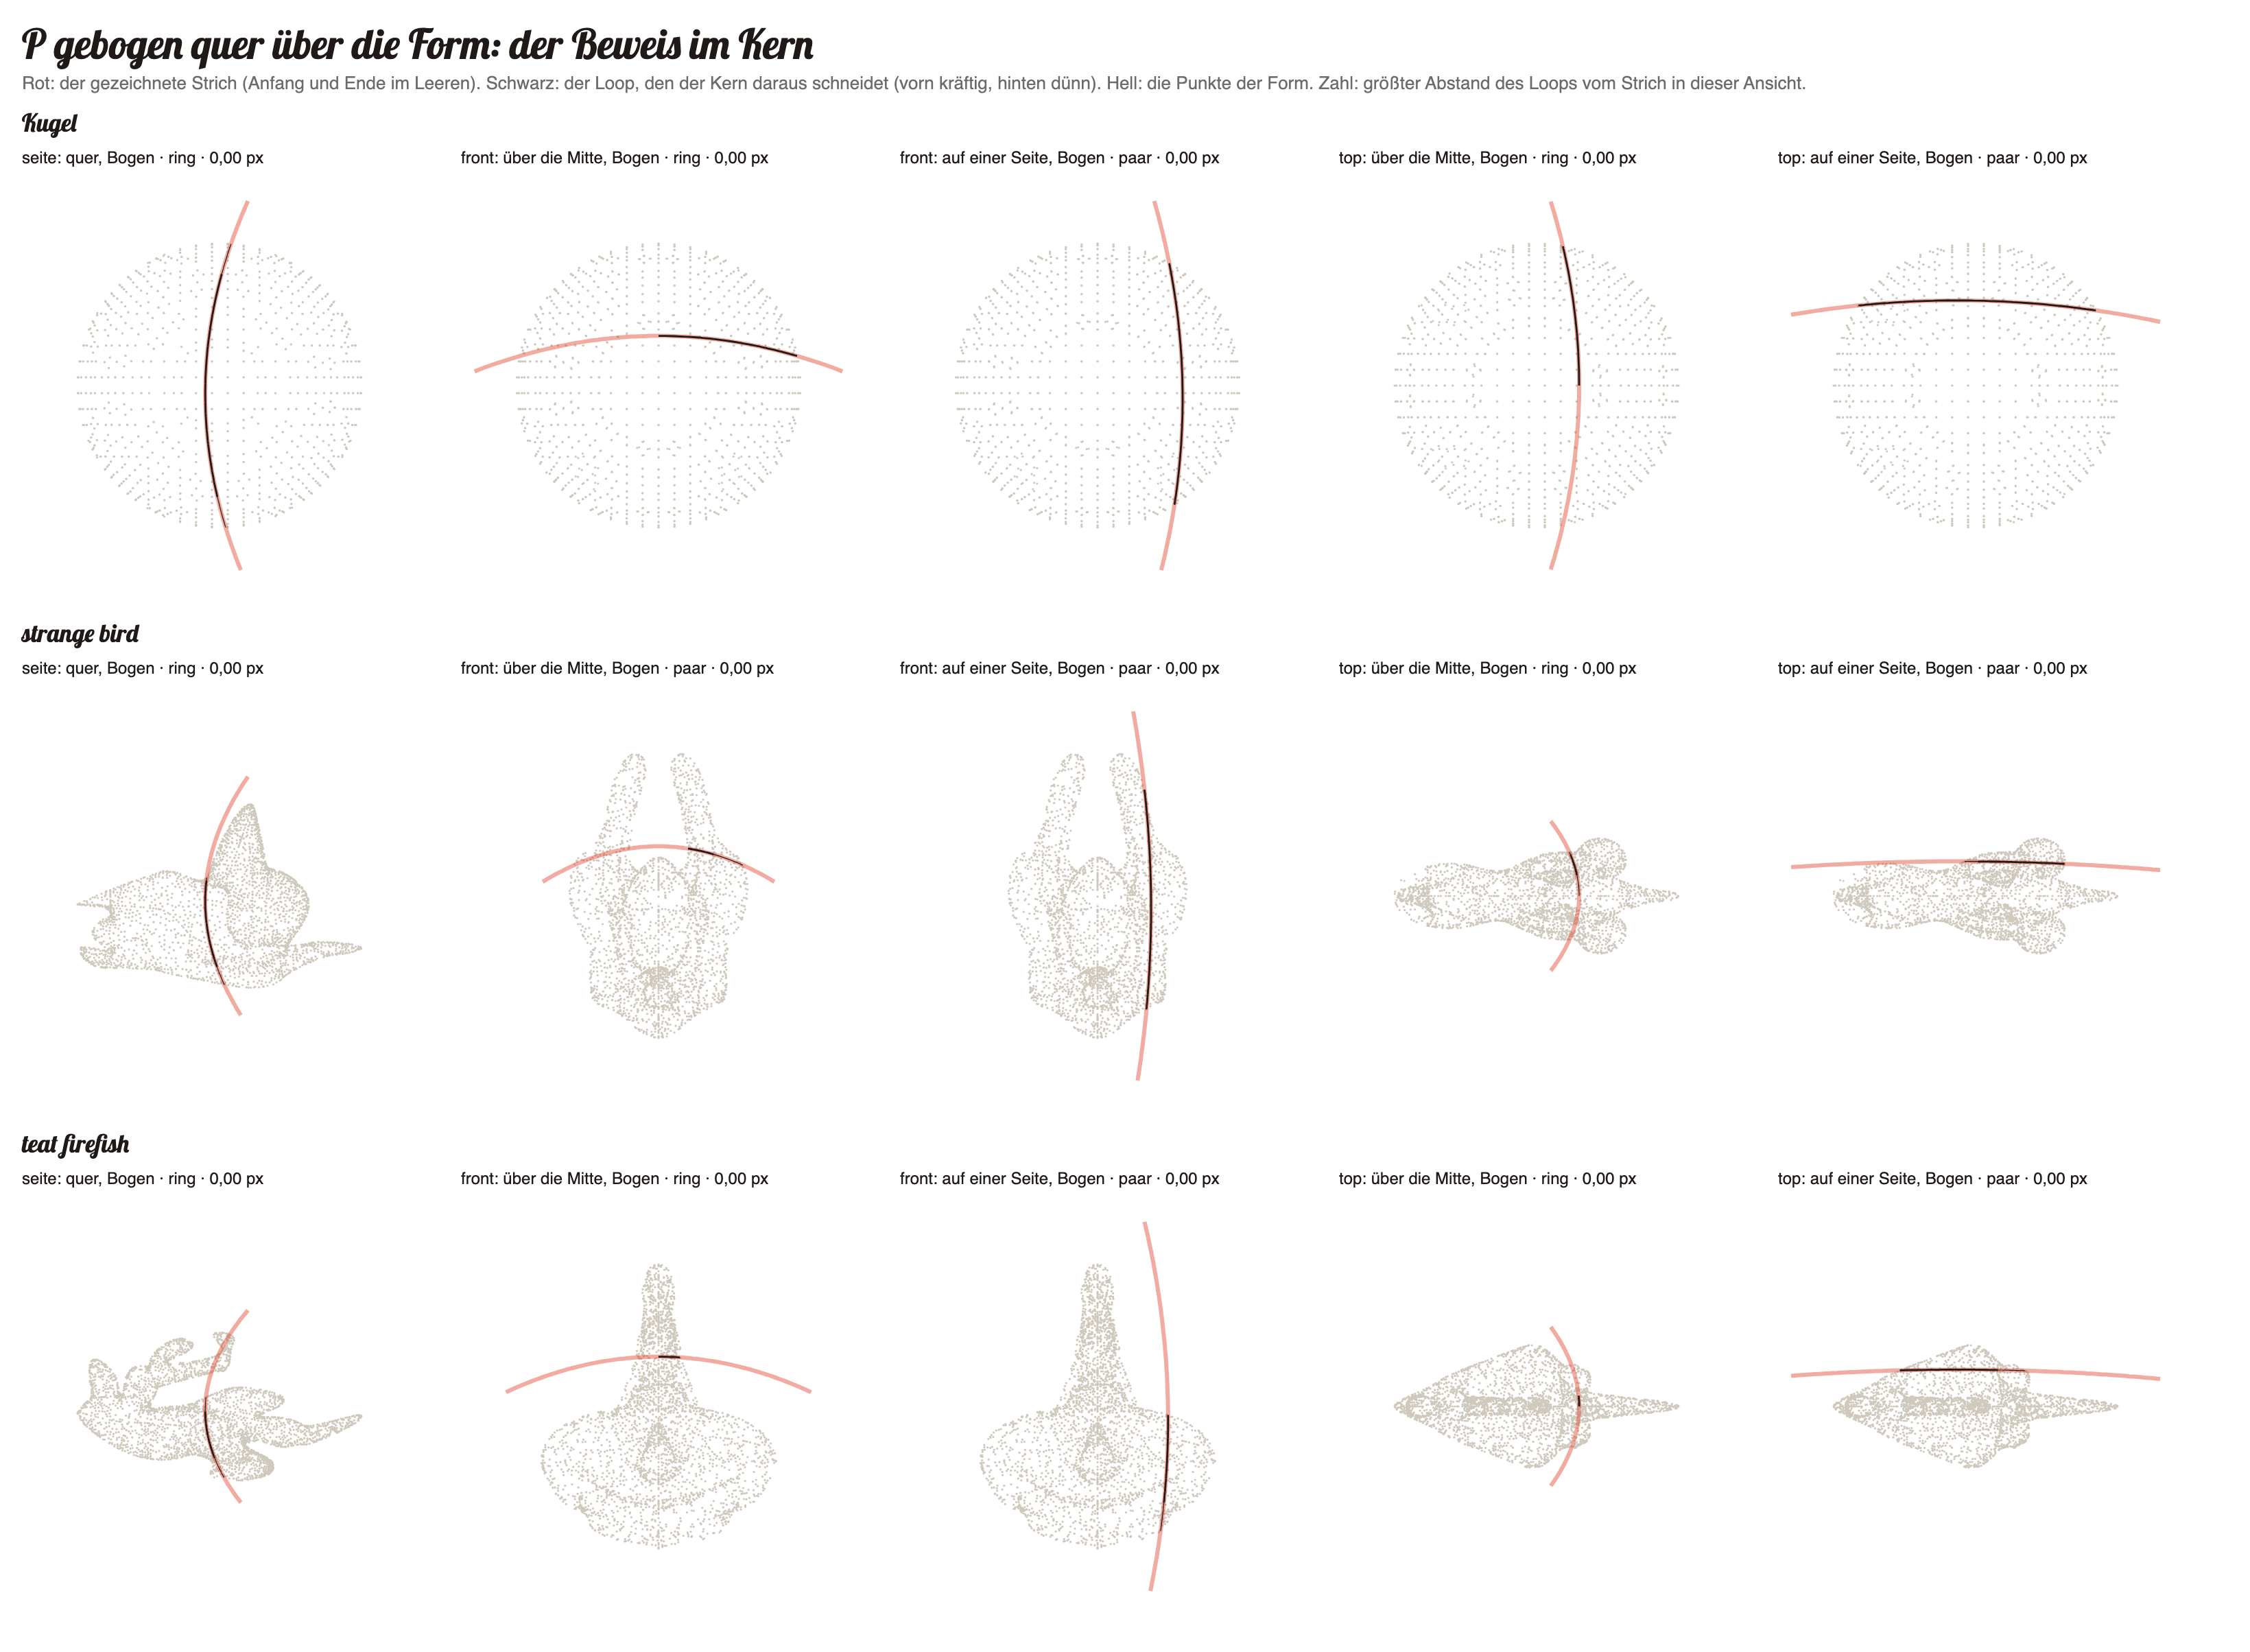 P gebogen quer über die Form: der Beweis im Kern
Rot: der gezeichnete Strich (Anfang und Ende im Leeren). Schwarz: der Loop, den der Kern daraus schneidet (vorn kräftig, hinten dünn). Hell: die Punkte der Form. Zahl: größter Abstand des Loops vom Strich in dieser Ansicht.
Kugel
seite: quer, Bogen · ring · 0,00 px
front: über die Mitte, Bogen · ring · 0,00 px
front: auf einer Seite, Bogen · paar · 0,00 px
top: über die Mitte, Bogen · ring · 0,00 px
top: auf einer Seite, Bogen · paar · 0,00 px
strange bird
seite: quer, Bogen · ring · 0,00 px
front: über die Mitte, Bogen · paar · 0,00 px
front: auf einer Seite, Bogen · paar · 0,00 px
top: über die Mitte, Bogen · ring · 0,00 px
top: auf einer Seite, Bogen · paar · 0,00 px
teat firefish
seite: quer, Bogen · ring · 0,00 px
front: über die Mitte, Bogen · ring · 0,00 px
front: auf einer Seite, Bogen · paar · 0,00 px
top: über die Mitte, Bogen · ring · 0,00 px
top: auf einer Seite, Bogen · paar · 0,00 px